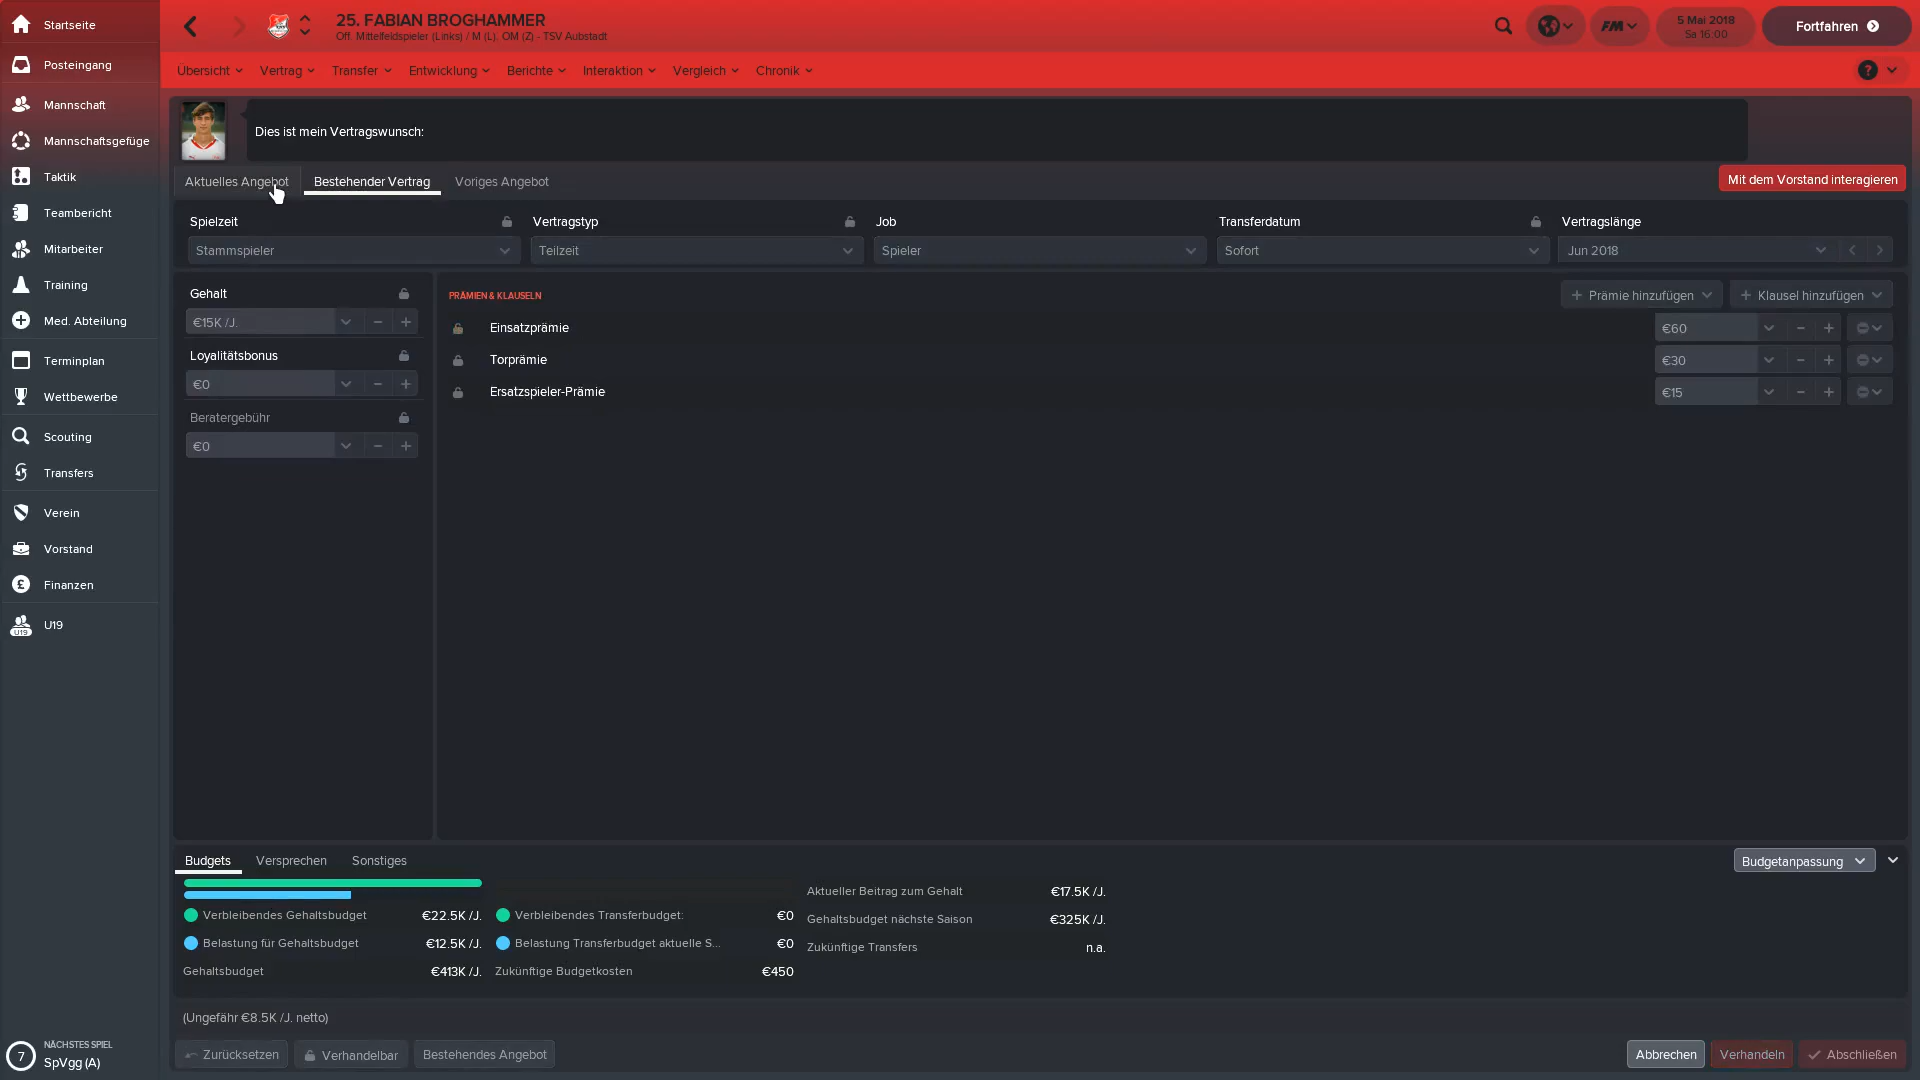 Startseite
Posteingang
Mannschaft
Mannschaftsgefüge
Taktik
Teambericht
Mitarbeiter
Training
Med. Abteilung
Terminplan
Wettbewerbe
Scouting
Transfers
Verein
Vorstand
Finanzen
U19
U19
7
NÄCHSTES SPIEL
SpVgg (A)
25. FABIAN BROGHAMMER
Off. Mittelfeldspieler (Links) / M (L). OM (Z) - TSV Aubstadt
FM
5 Mai 2018
Sa 16:00
Fortfahren
Übersicht Vertrag Transfer Entwicklung Berichte Interaktion Vergleich Chronik
?
Dies ist mein Vertragswunsch:
Aktuelles Angebot Bestehender Vertrag Voriges Angebot
Mit dem Vorstand interagieren
Spielzeit Vertragstyp Job Transferdatum Vertragslänge
Stammspieler Teilzeit Spieler Sofort Jun 2018
Gehalt
€15K /J.
Loyalitätsbonus
€0
Beratergebühr
€0
PRÄMIEN & KLAUSELN
+ Prämie hinzufügen + Klausel hinzufügen
Einsatzprämie €60
Torprämie €30
Ersatzspieler-Prämie €15
Budgets Versprechen Sonstiges
Budgetanpassung
Verbleibendes Gehaltsbudget €22.5K /J.
Belastung für Gehaltsbudget €12.5K /J.
Gehaltsbudget €413K /J.
Verbleibendes Transferbudget: €0
Belastung Transferbudget aktuelle S... €0
Zukünftige Budgetkosten €450
Aktueller Beitrag zum Gehalt €17.5K /J.
Gehaltsbudget nächste Saison €325K /J.
Zukünftige Transfers n.a.
(Ungefähr €8.5K /J. netto)
Zurücksetzen Verhandelbar Bestehendes Angebot
Abbrechen Verhandeln Abschließen